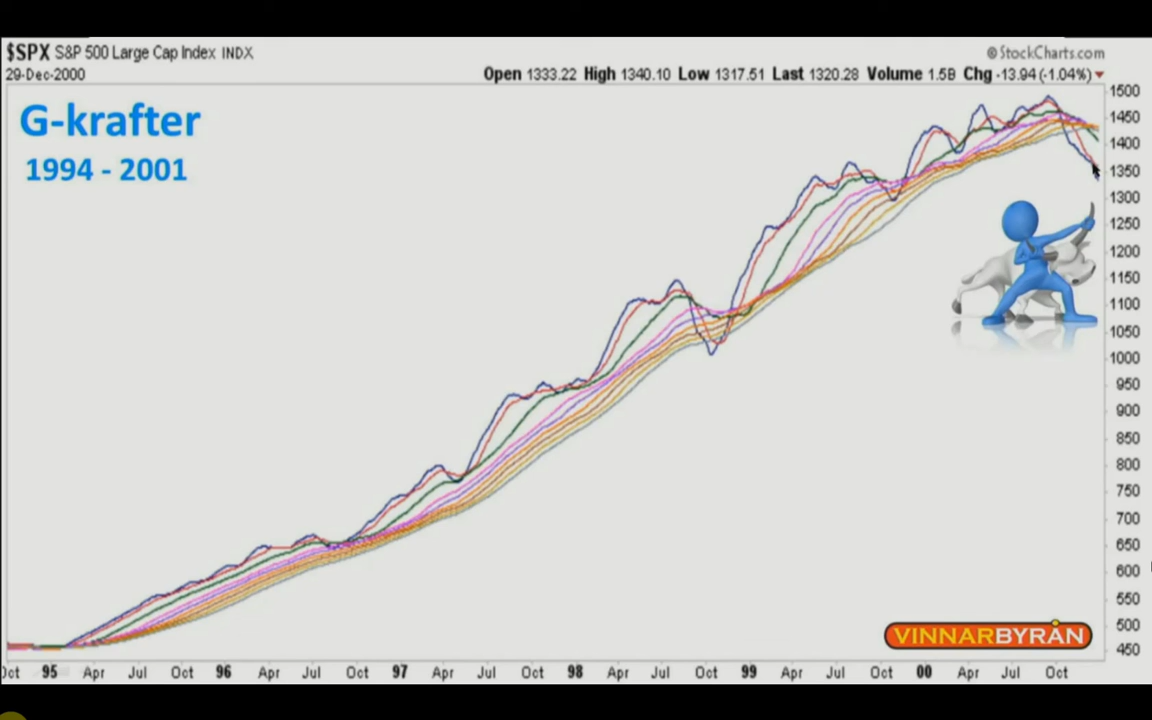 $SPX S&P 500 Large Cap Index INDX
© StockCharts.com
29-Dec-2000
Open 1333.22 High 1340.10 Low 1317.51 Last 1320.28 Volume 1.5B Chg -13.94 (-1.04%)
G-krafter
1994 - 2001
1500
1450
1400
1350
1300
1250
1200
1150
1100
1050
1000
950
900
850
800
750
700
650
600
550
500
450
VINNARBYRÅN
Oct 95 Apr Jul Oct 96 Apr Jul Oct 97 Apr Jul Oct 98 Apr Jul Oct 99 Apr Jul Oct 00 Apr Jul Oct